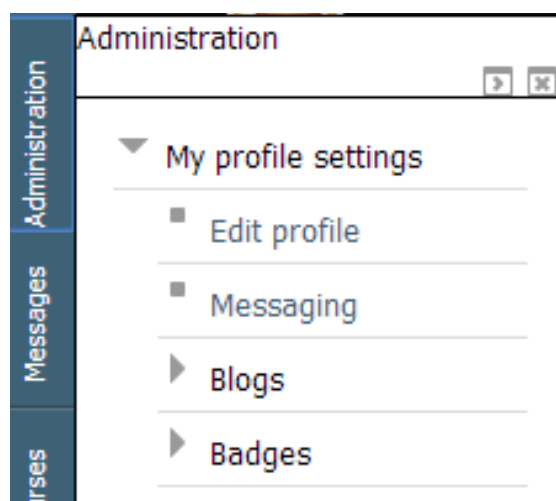 Administration
Administration
My profile settings
Edit profile
Messaging
Messages
Blogs
Badges